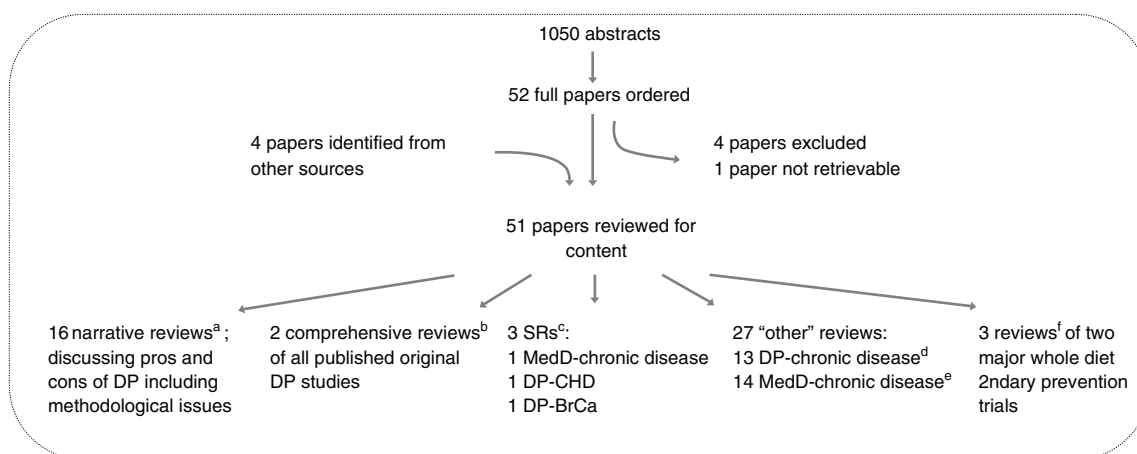 1050 abstracts
52 full papers ordered
4 papers identified from
other sources
4 papers excluded
1 paper not retrievable
51 papers reviewed for
content
16 narrative reviewsᵃ ;
discussing pros and
cons of DP including
methodological issues
2 comprehensive reviewsᵇ
of all published original
DP studies
3 SRsᶜ:
1 MedD-chronic disease
1 DP-CHD
1 DP-BrCa
27 “other” reviews:
13 DP-chronic diseaseᵈ
14 MedD-chronic diseaseᵉ
3 reviewsᶠ of two
major whole diet
2ndary prevention
trials